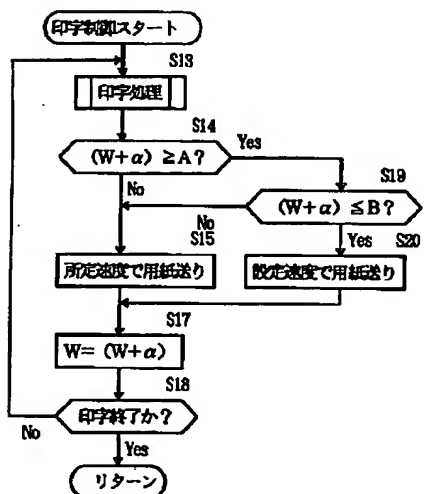 印字制御スタート
S13
印字処理
S14
(W+α) ≧A?
Yes
No
S19
(W+α) ≦B?
No
Yes
S15
S20
所定速度で用紙送り
設定速度で用紙送り
S17
W= (W+α)
S18
印字終了か?
No
Yes
リターン